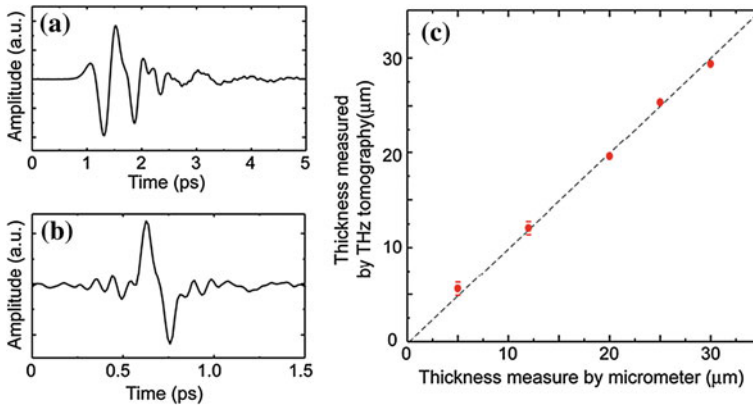 (a)
Amplitude (a.u.)
0 1 2 3 4 5
Time (ps)
(b)
Amplitude (a.u.)
0 0.5 1.0 1.5
Time (ps)
(c)
Thickness measured
by THz tomography(μm)
30
20
10
0
0 10 20 30
Thickness measure by micrometer (μm)